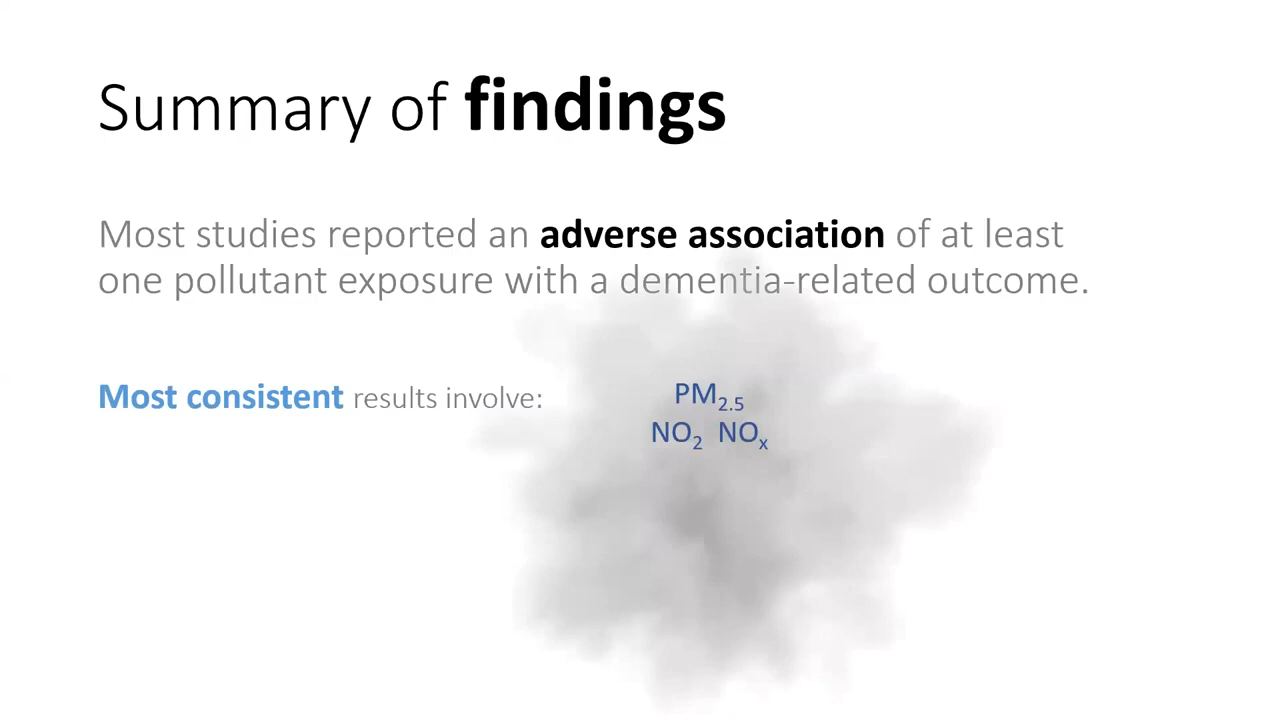 Summary of findings
Most studies reported an adverse association of at least
one pollutant exposure with a dementia-related outcome.
Most consistent results involve:
PM2.5
NO2 NOx